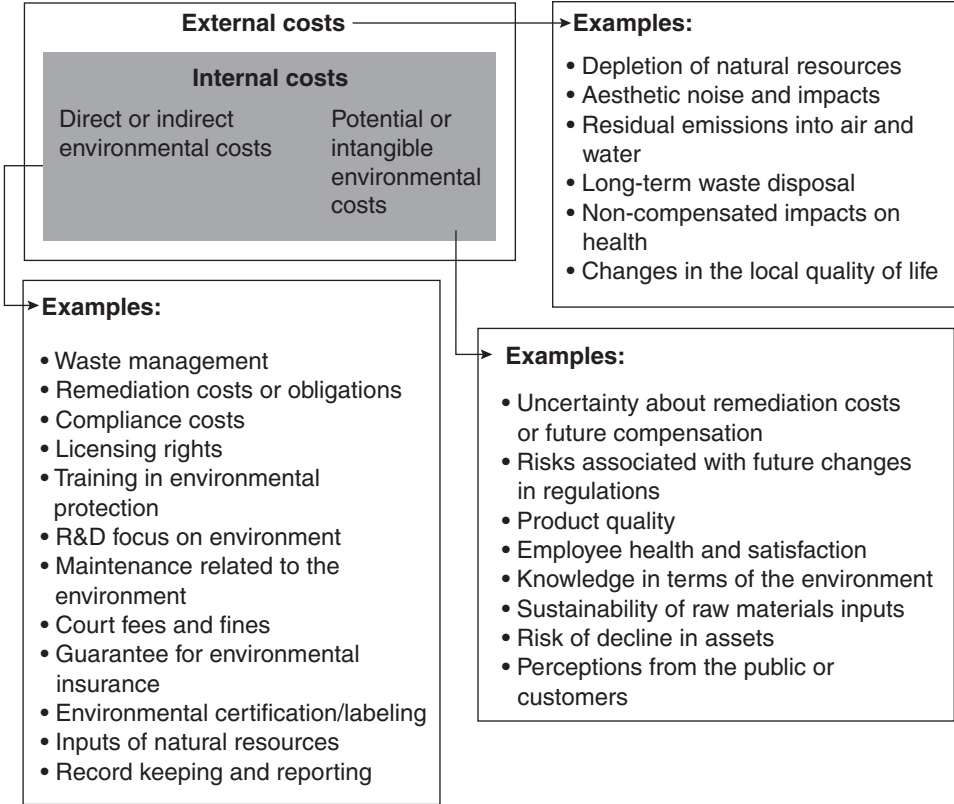 External costs
Internal costs
Direct or indirect
environmental costs
Potential or
intangible
environmental
costs
Examples:
• Depletion of natural resources
• Aesthetic noise and impacts
• Residual emissions into air and
water
• Long-term waste disposal
• Non-compensated impacts on
health
• Changes in the local quality of life
Examples:
• Waste management
• Remediation costs or obligations
• Compliance costs
• Licensing rights
• Training in environmental
protection
• R&D focus on environment
• Maintenance related to the
environment
• Court fees and fines
• Guarantee for environmental
insurance
• Environmental certification/labeling
• Inputs of natural resources
• Record keeping and reporting
Examples:
• Uncertainty about remediation costs
or future compensation
• Risks associated with future changes
in regulations
• Product quality
• Employee health and satisfaction
• Knowledge in terms of the environment
• Sustainability of raw materials inputs
• Risk of decline in assets
• Perceptions from the public or
customers